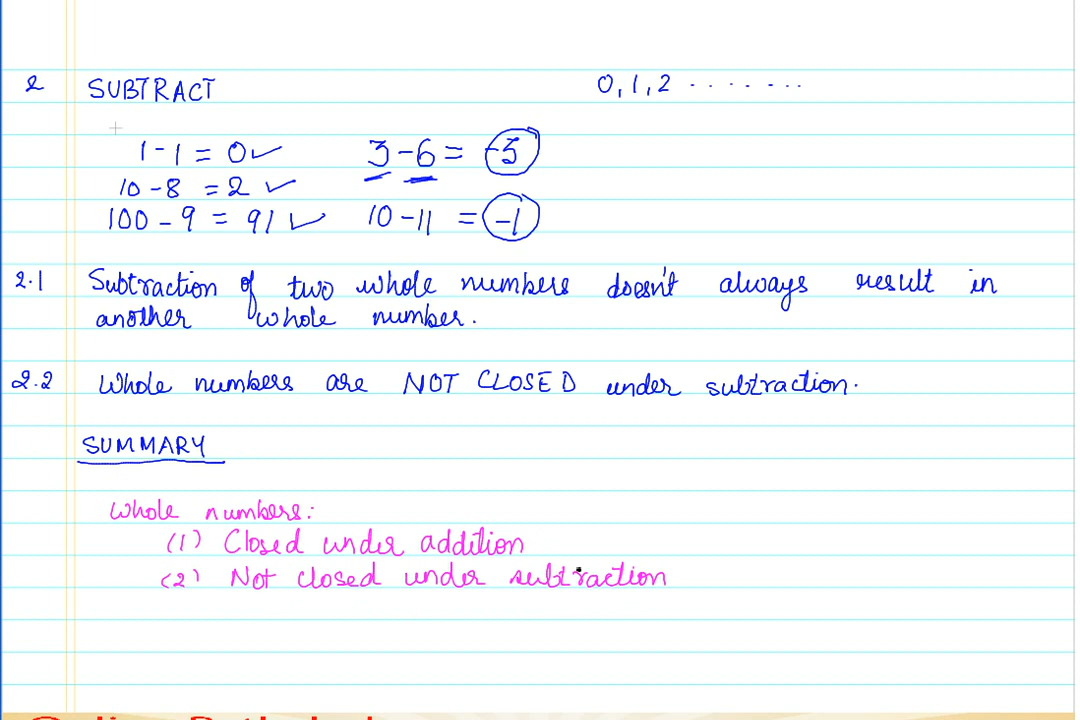 2 SUBTRACT 0, 1, 2 .......
1 - 1 = 0 ✓ 3 - 6 = -3
10 - 8 = 2 ✓
100 - 9 = 91 ✓ 10 - 11 = -1
2.1 Subtraction of two whole numbers doesn't always result in
another whole number.
2.2 Whole numbers are NOT CLOSED under subtraction.
SUMMARY
Whole numbers:
(1) Closed under addition
(2) Not closed under subtraction